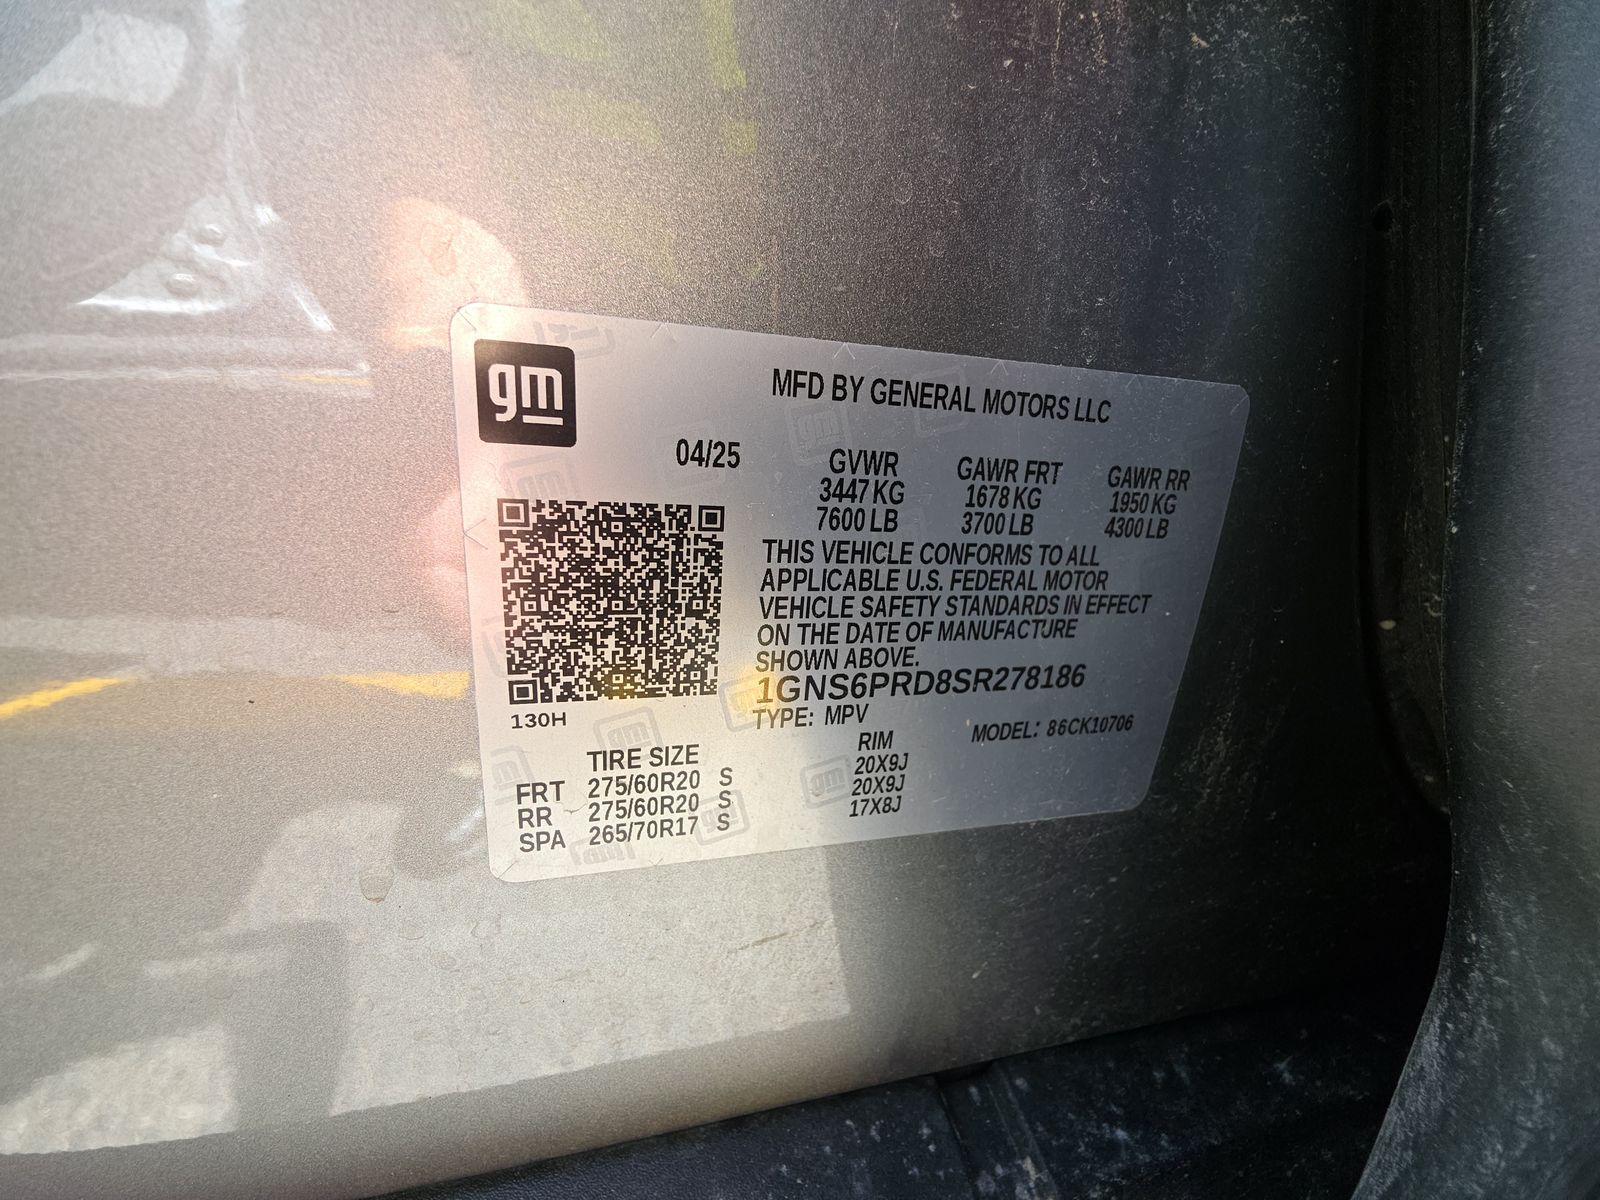 gm
MFD BY GENERAL MOTORS LLC
04/25
GVWR GAWR FRT GAWR RR
3447 KG 1678 KG 1950 KG
7600 LB 3700 LB 4300 LB
THIS VEHICLE CONFORMS TO ALL
APPLICABLE U.S. FEDERAL MOTOR
VEHICLE SAFETY STANDARDS IN EFFECT
ON THE DATE OF MANUFACTURE
SHOWN ABOVE.
1GNS6PRD8SR278186
TYPE: MPV MODEL: 86CK10706
130H
TIRE SIZE RIM
FRT 275/60R20 S 20X9J
RR 275/60R20 S 20X9J
SPA 265/70R17 S 17X8J